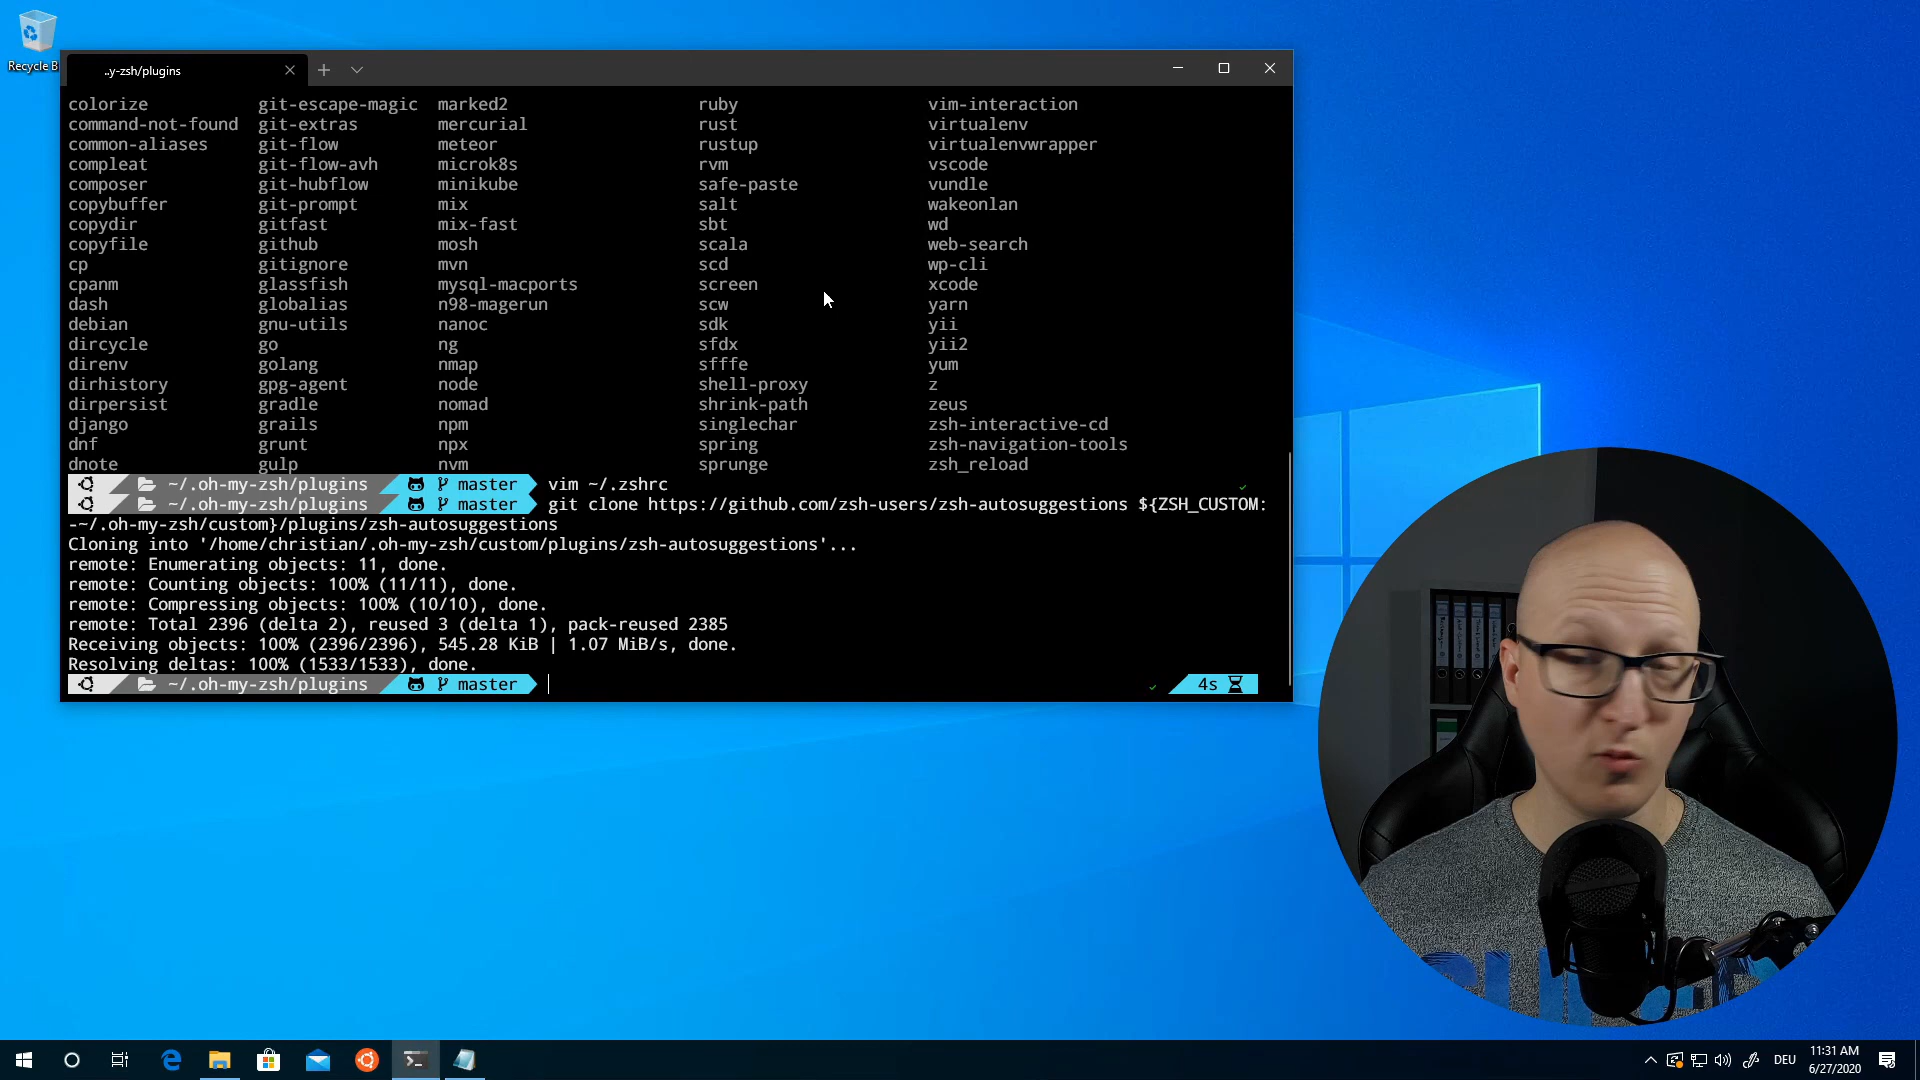 Recycle B
..y-zsh/plugins
colorize git-escape-magic marked2 ruby vim-interaction
command-not-found git-extras mercurial rust virtualenv
common-aliases git-flow meteor rustup virtualenvwrapper
compleat git-flow-avh microk8s rvm vscode
composer git-hubflow minikube safe-paste vundle
copybuffer git-prompt mix salt wakeonlan
copydir gitfast mix-fast sbt wd
copyfile github mosh scala web-search
cp gitignore mvn scd wp-cli
cpanm glassfish mysql-macports screen xcode
dash globalias n98-magerun scw yarn
debian gnu-utils nanoc sdk yii
dircycle go ng sfdx yii2
direnv golang nmap sfffe yum
dirhistory gpg-agent node shell-proxy z
dirpersist gradle nomad shrink-path zeus
django grails npm singlechar zsh-interactive-cd
dnf grunt npx spring zsh-navigation-tools
dnote gulp nvm sprunge zsh_reload
~/.oh-my-zsh/plugins master vim ~/.zshrc
~/.oh-my-zsh/plugins master git clone https://github.com/zsh-users/zsh-autosuggestions ${ZSH_CUSTOM:
-~/.oh-my-zsh/custom}/plugins/zsh-autosuggestions
Cloning into '/home/christian/.oh-my-zsh/custom/plugins/zsh-autosuggestions'...
remote: Enumerating objects: 11, done.
remote: Counting objects: 100% (11/11), done.
remote: Compressing objects: 100% (10/10), done.
remote: Total 2396 (delta 2), reused 3 (delta 1), pack-reused 2385
Receiving objects: 100% (2396/2396), 545.28 KiB | 1.07 MiB/s, done.
Resolving deltas: 100% (1533/1533), done.
~/.oh-my-zsh/plugins master 4s
DEU
11:31 AM
6/27/2020